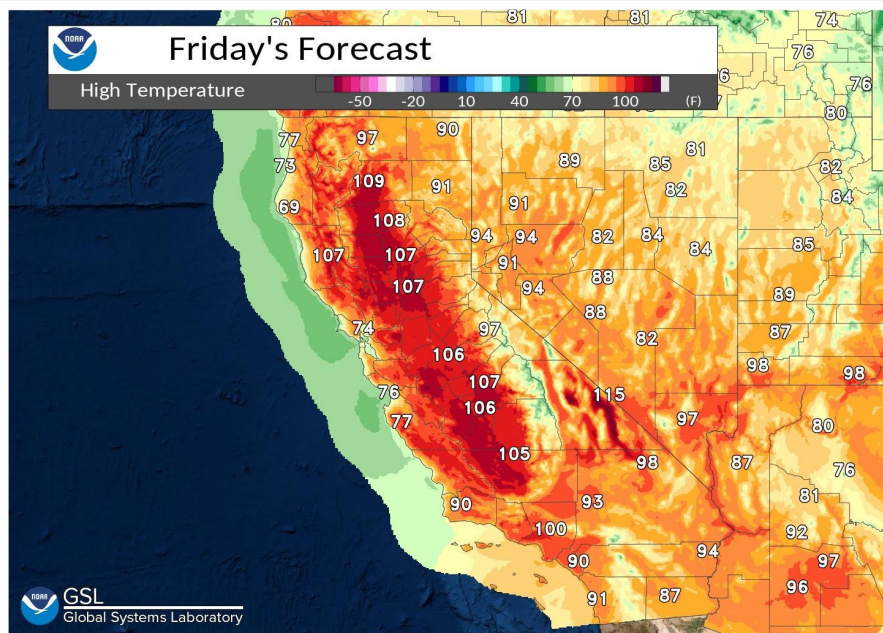 80 81 81 74
NOAA
Friday's Forecast
76
76 76
High Temperature
-50 -20 10 40 70 100 (F)
80
77 97 90
81
73 89 85 82
109 91 82
69 91 84
108
94 94 82 84 85
107 107 91 84
88
107 94 89
88
74 97 82 87
106 98 98
107
76 115
106 97
77 80
105 98 87 76
90 93 81
100 92
90 94 97
96
91 87
NOAA
GSL
Global Systems Laboratory